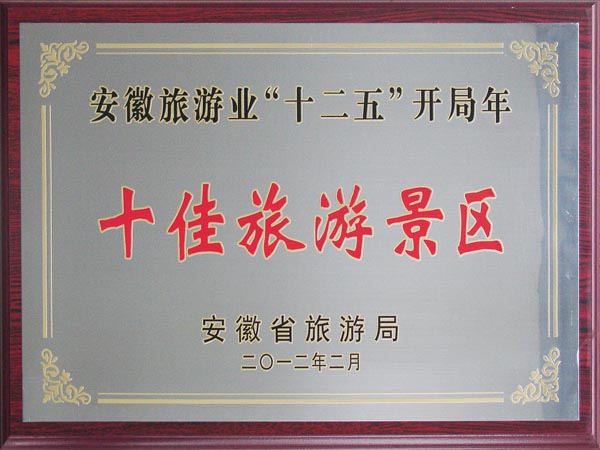 安徽旅游业“十二五”开局年
十佳旅游景区
安徽省旅游局
二〇一二年二月